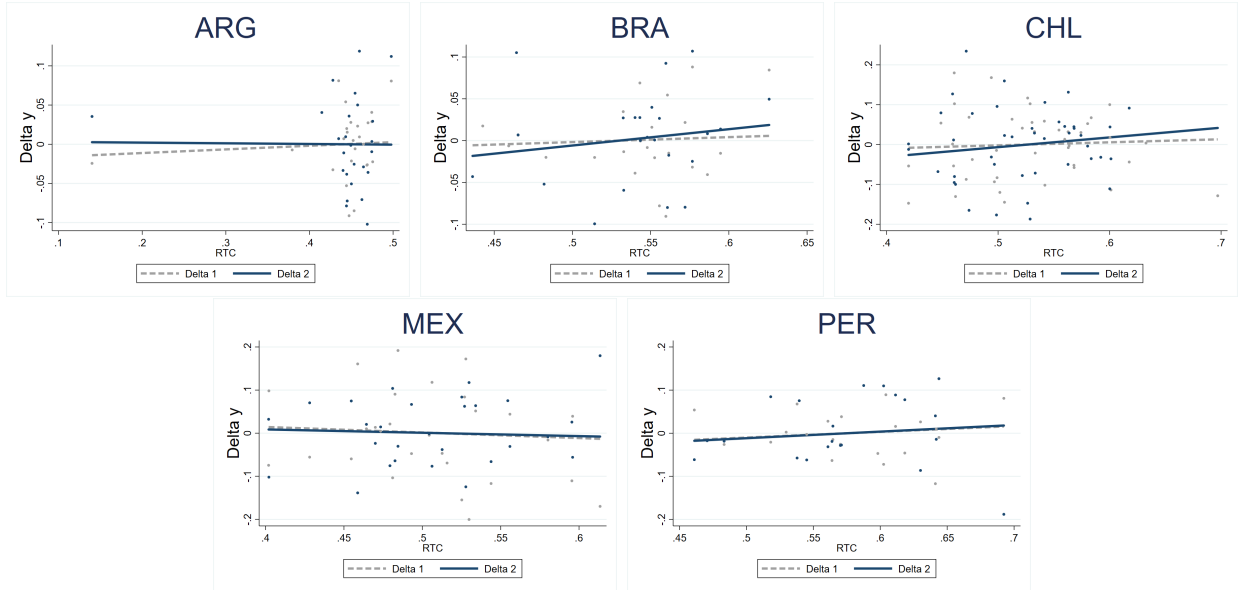 ARG
Delta y
.1
.05
0
-.05
-.1
.1 .2 .3 .4 .5
RTC
Delta 1 Delta 2
BRA
Delta y
.1
.05
0
-.05
-.1
.45 .5 .55 .6 .65
RTC
Delta 1 Delta 2
CHL
Delta y
.2
.1
0
-.1
-.2
.4 .5 .6 .7
RTC
Delta 1 Delta 2
MEX
Delta y
.2
.1
0
-.1
-.2
.4 .45 .5 .55 .6
RTC
Delta 1 Delta 2
PER
Delta y
.2
.1
0
-.1
-.2
.45 .5 .55 .6 .65 .7
RTC
Delta 1 Delta 2